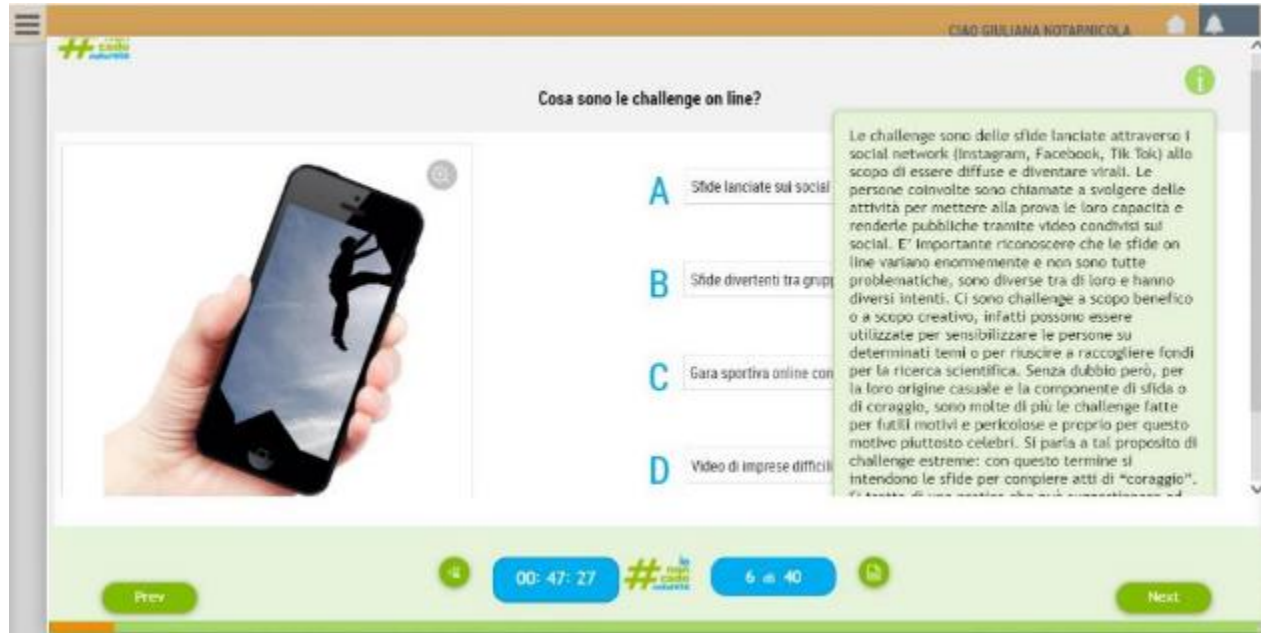 CIAO GIULIANA NOTARNICOLA
Cosa sono le challenge on line?
A Sfide lanciate sui social
B Sfide divertenti tra grupp
C Gara sportiva online con
D Video di imprese difficili
Le challenge sono delle sfide lanciate attraverso i
social network (Instagram, Facebook, Tik Tok) allo
scopo di essere diffuse e diventare virali. Le
persone coinvolte sono chiamate a svolgere delle
attività per mettere alla prova le loro capacità e
renderle pubbliche tramite video condivisi sui
social. E' importante riconoscere che le sfide on
line variano enormemente e non sono tutte
problematiche, sono diverse tra di loro e hanno
diversi intenti. Ci sono challenge a scopo benefico
o a scopo creativo, infatti possono essere
utilizzate per sensibilizzare le persone su
determinati temi o per riuscire a raccogliere fondi
per la ricerca scientifica. Senza dubbio però, per
la loro origine casuale e la componente di sfida o
di coraggio, sono molte di più le challenge fatte
per futili motivi e pericolose e proprio per questo
motivo piuttosto celebri. Si parla a tal proposito di
challenge estreme: con questo termine si
intendono le sfide per compiere atti di "coraggio".
Prev
00: 47: 27
#io non cado nella rete
6 di 40
Next